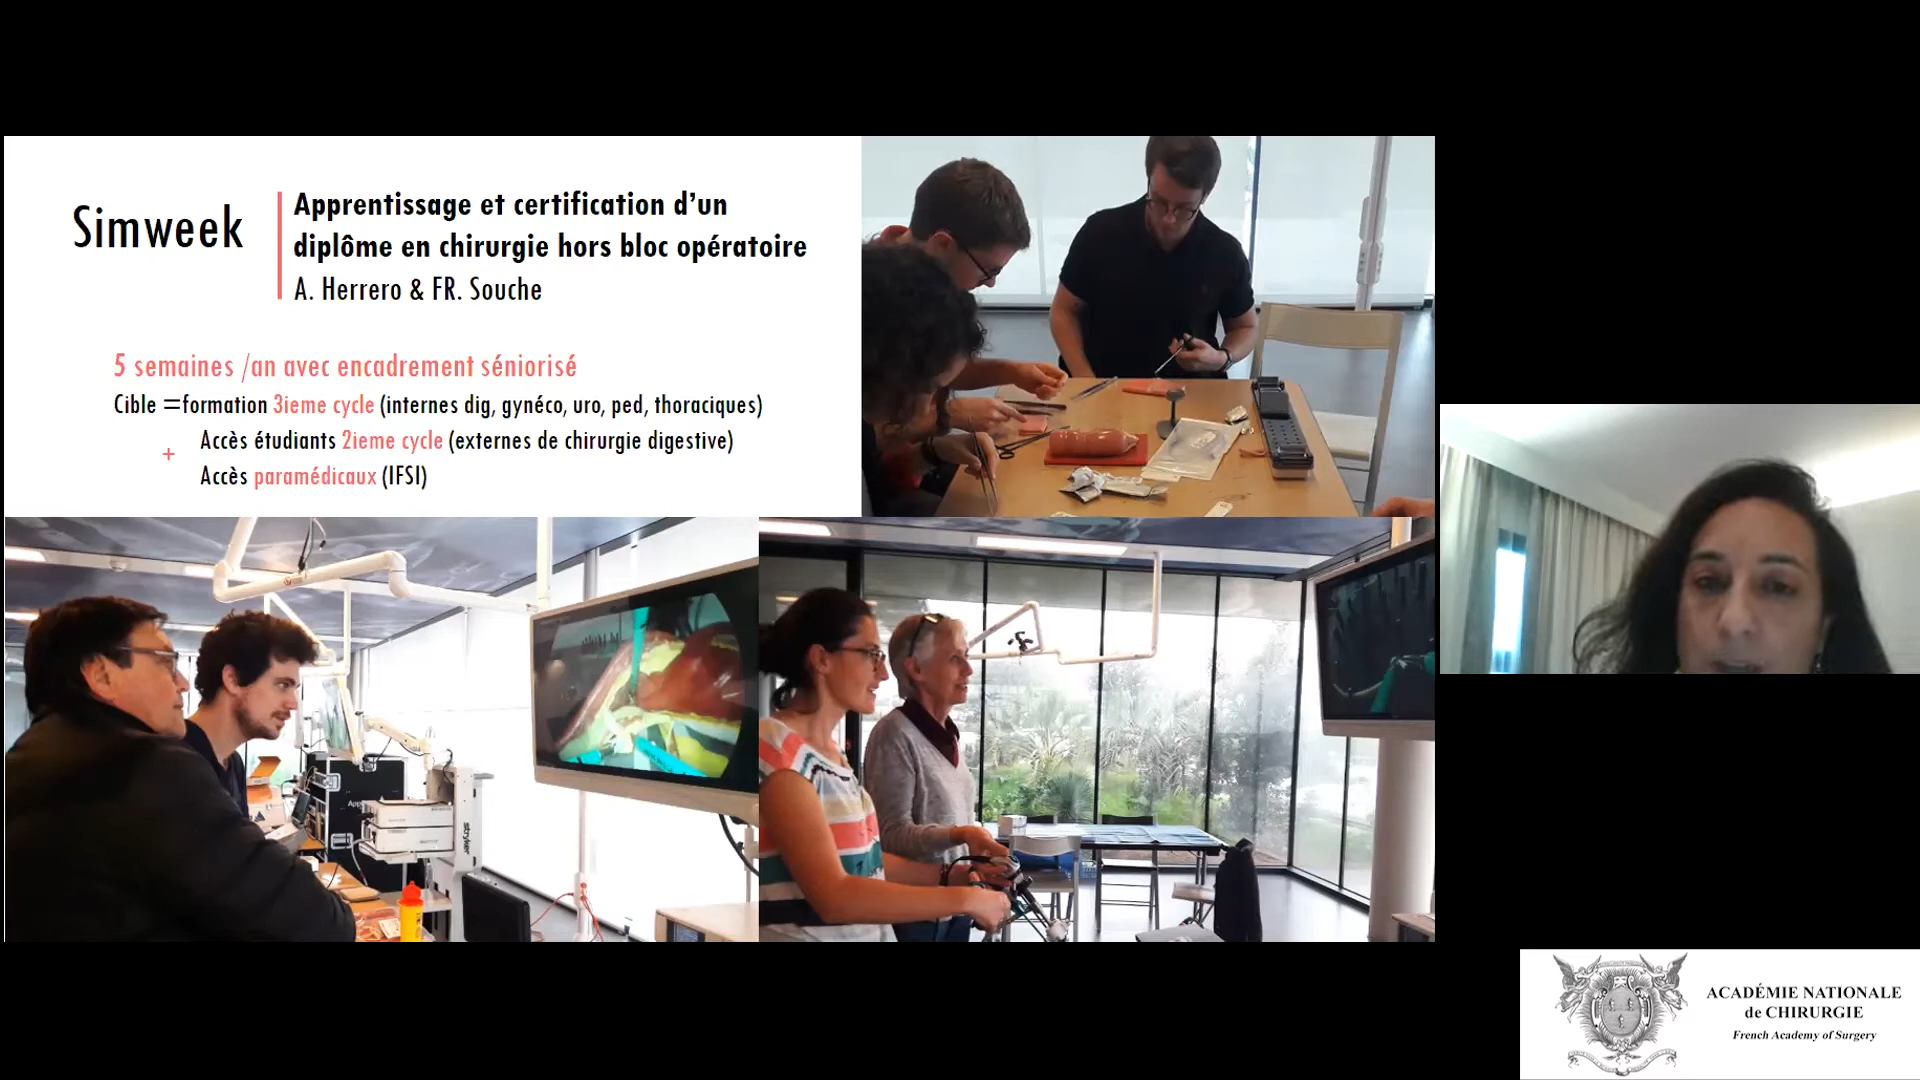 Simweek
Apprentissage et certification d’un
diplôme en chirurgie hors bloc opératoire
A. Herrero & FR. Souche
5 semaines /an avec encadrement séniorisé
Cible =formation 3ieme cycle (internes dig, gynéco, uro, ped, thoraciques)
+
Accès étudiants 2ieme cycle (externes de chirurgie digestive)
Accès paramédicaux (IFSI)
stryker
ACADÉMIE NATIONALE
de CHIRURGIE
French Academy of Surgery